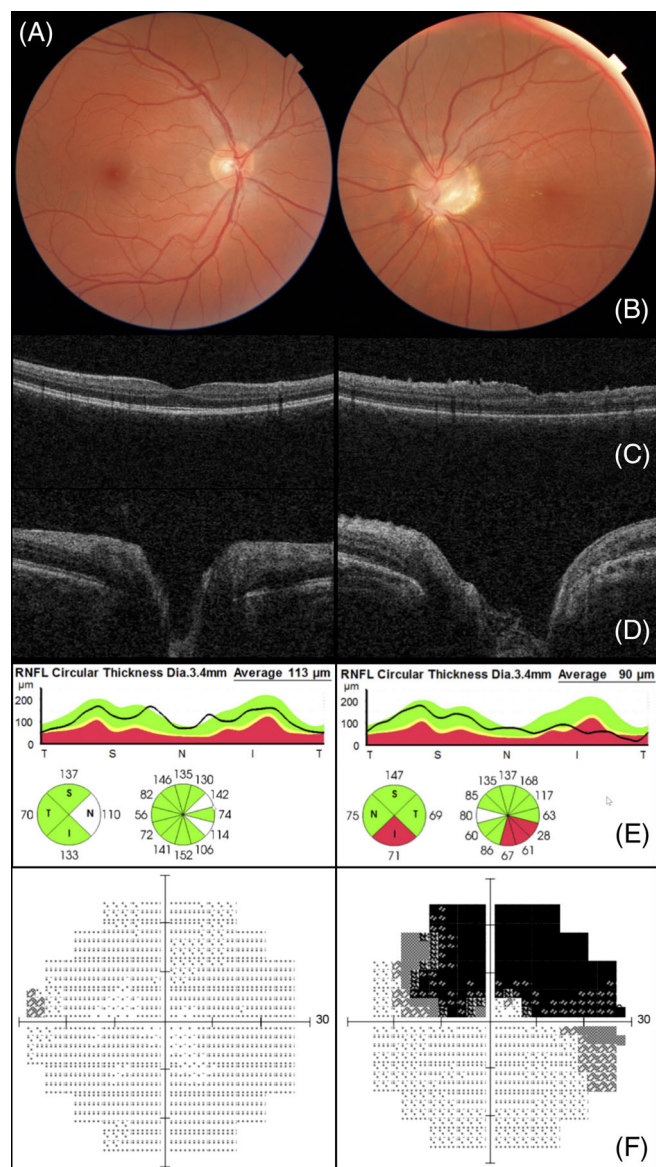 (A)
(B)
(C)
(D)
RNFL Circular Thickness Dia.3.4mm Average 113 µm
µm
200
100
0
T S N I T
137
S
70 T N 110
I
133
135
146 130
82 142
56 74
72 114
141 106
152
RNFL Circular Thickness Dia.3.4mm Average 90 µm
µm
200
100
0
T S N I T
147
S
75 N T 69
I
71
137
135 168
85 117
80 63
60 28
86 61
67
(E)
30
30
(F)